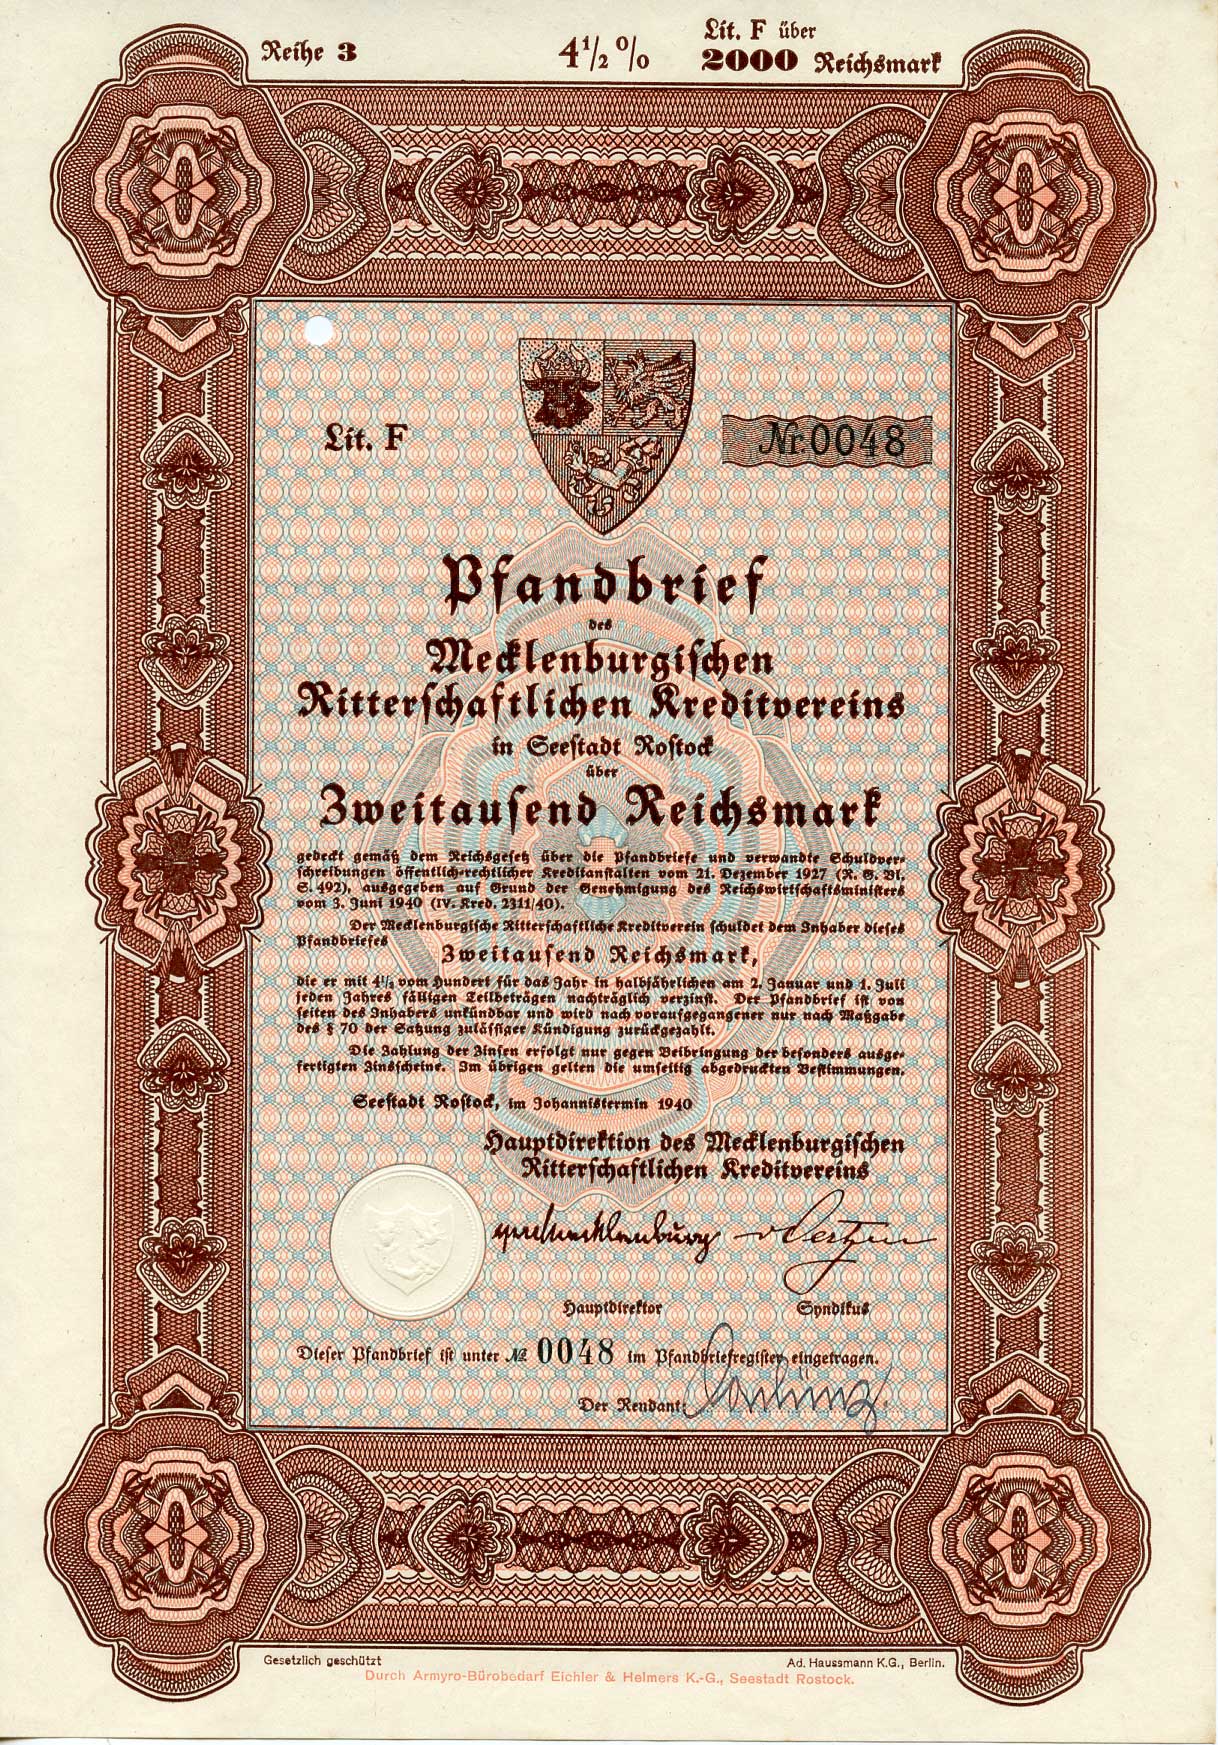 Reihe 3
4½ %
Lit. F über
2000 Reichsmark
Lit. F
Nr. 0048
Pfandbrief
des
Mecklenburgischen
Ritterschaftlichen Kreditvereins
in Seestadt Rostock
über
Zweitausend Reichsmark
gedeckt gemäß dem Reichsgesetz über die Pfandbriefe und verwandte Schuldver-
schreibungen öffentlich-rechtlicher Kreditanstalten vom 21. Dezember 1927 (R. G. Bl.
S. 492), ausgegeben auf Grund der Genehmigung des Reichswirtschaftsministers
vom 3. Juni 1940 (IV. Kred. 2311/40).
Der Mecklenburgische Ritterschaftliche Kreditverein schuldet dem Inhaber dieses
Pfandbriefes
Zweitausend Reichsmark,
die er mit 4½ vom Hundert für das Jahr in halbjährlichen am 2. Januar und 1. Juli
jeden Jahres fälligen Teilbeträgen nachträglich verzinst. Der Pfandbrief ist von
seiten des Inhabers unkündbar und wird nach voraufgegangener nur nach Maßgabe
des § 70 der Satzung zulässiger Kündigung zurückgezahlt.
Die Zahlung der Zinsen erfolgt nur gegen Beibringung der besonders ausge-
fertigten Zinsscheine. Im übrigen gelten die umseitig abgedruckten Bestimmungen.
Seestadt Rostock, im Johannistermin 1940
Hauptdirektion des Mecklenburgischen
Ritterschaftlichen Kreditvereins
v Oertzen
Hauptdirektor
Syndikus
Dieser Pfandbrief ist unter № 0048 im Pfandbriefregister eingetragen.
Der Rendant:
Gesetzlich geschützt
Ad. Haussmann K.G., Berlin.
Durch Armyro-Bürobedarf Eichler & Helmers K.-G., Seestadt Rostock.